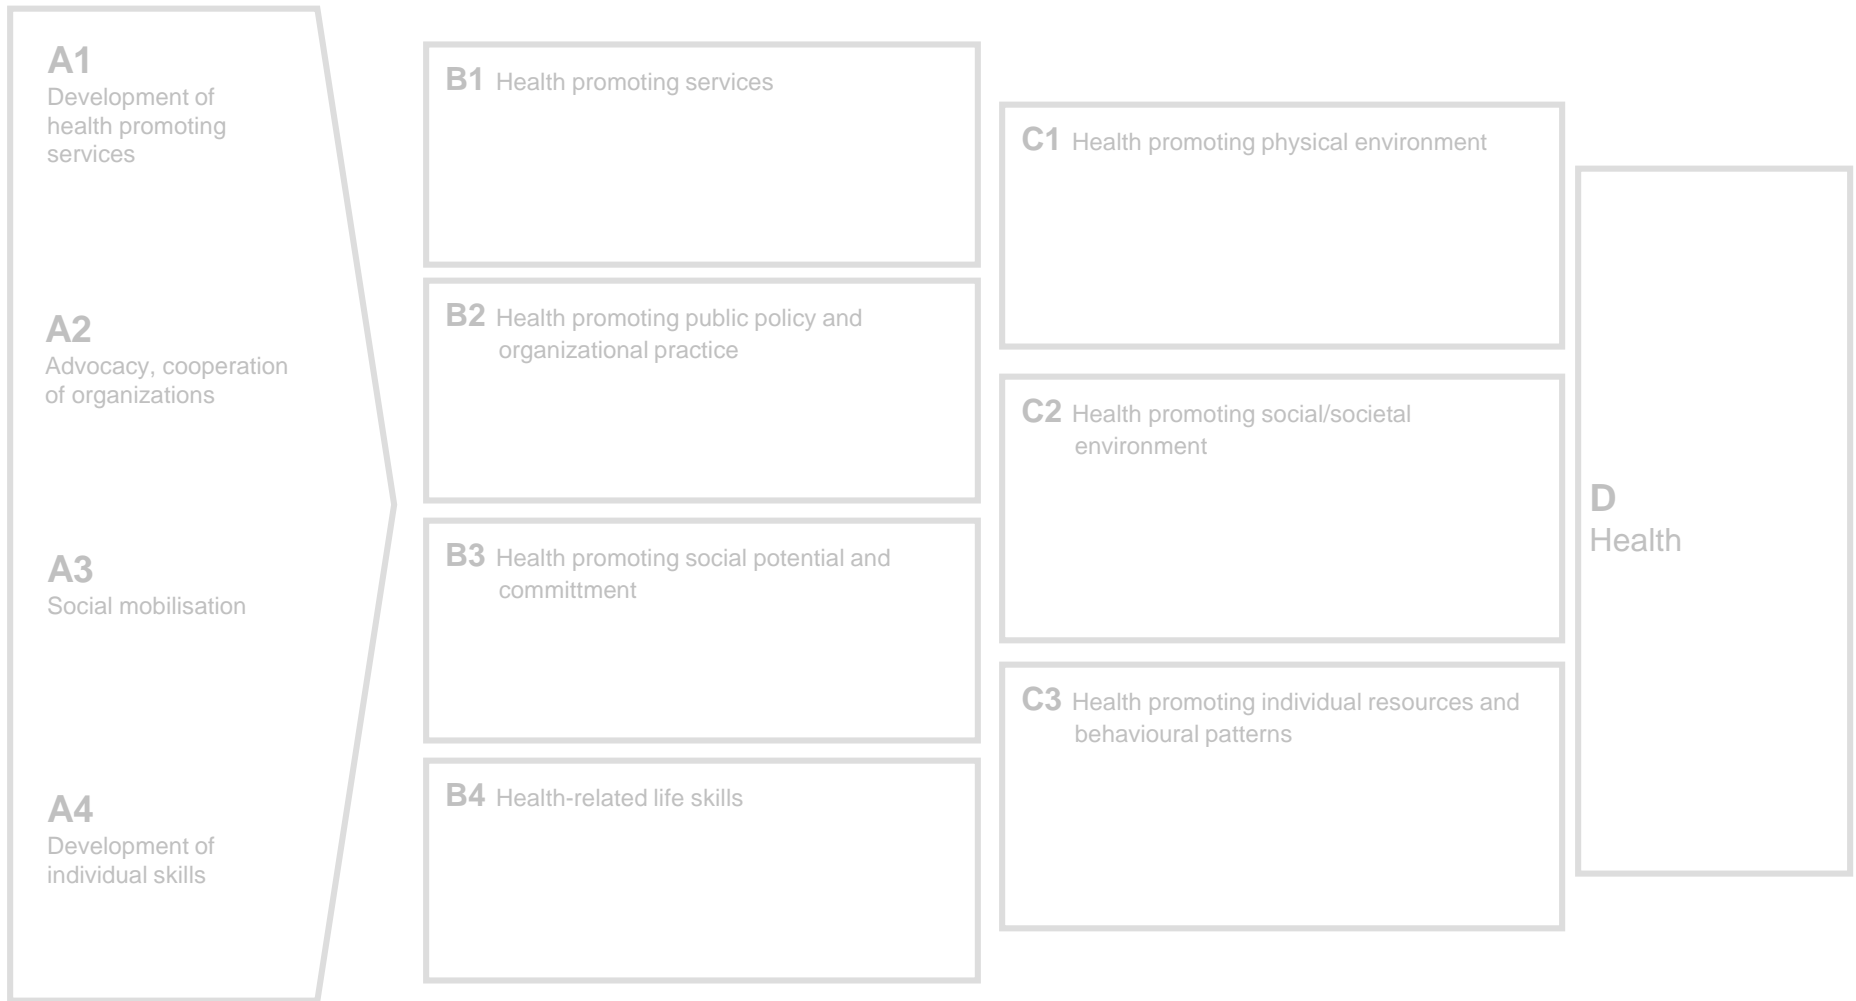 A1
Development of
health promoting
services
A2
Advocacy, cooperation
of organizations
A3
Social mobilisation
A4
Development of
individual skills
B1 Health promoting services
B2 Health promoting public policy and
organizational practice
B3 Health promoting social potential and
committment
B4 Health-related life skills
C1 Health promoting physical environment
C2 Health promoting social/societal
environment
C3 Health promoting individual resources and
behavioural patterns
D
Health